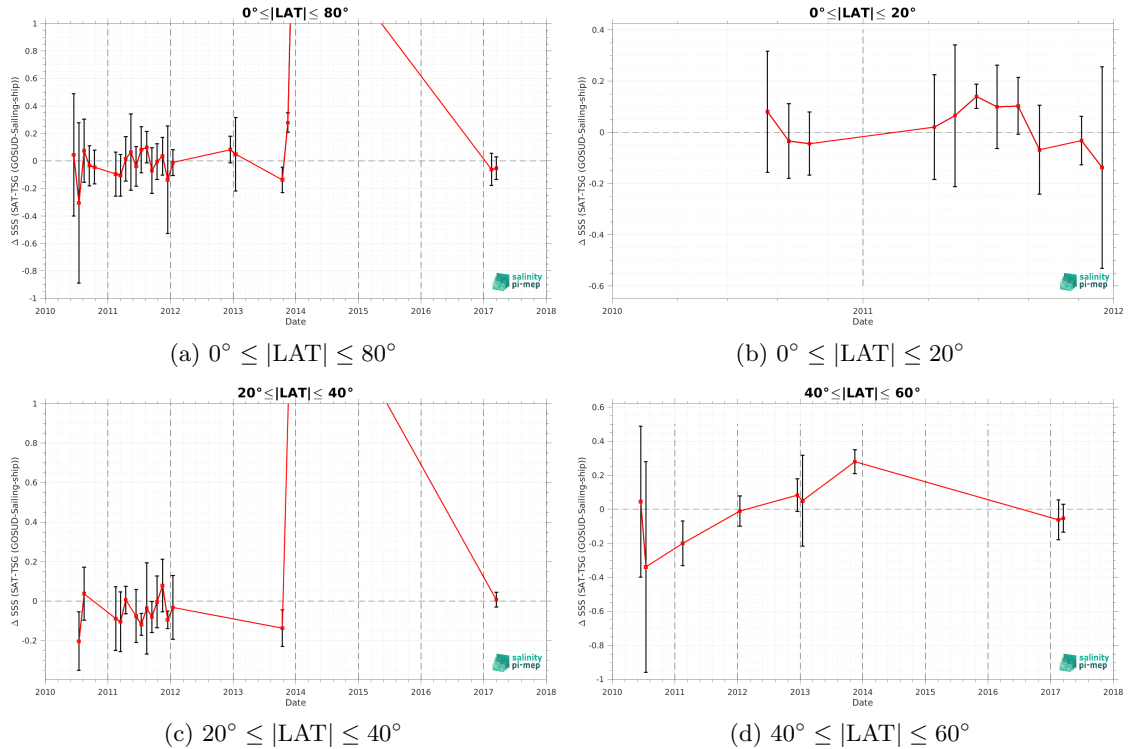 0°≤|LAT|≤ 80°
Δ SSS (SAT-TSG (GOSUD-Sailing-ship))
1
0.8
0.6
0.4
0.2
0
-0.2
-0.4
-0.6
-0.8
-1
2010 2011 2012 2013 2014 2015 2016 2017 2018
Date
salinity
pi-mep
(a) 0° ≤ |LAT| ≤ 80°
0°≤|LAT|≤ 20°
Δ SSS (SAT-TSG (GOSUD-Sailing-ship))
0.4
0.2
0
-0.2
-0.4
-0.6
2010 2011 2012
Date
salinity
pi-mep
(b) 0° ≤ |LAT| ≤ 20°
20°≤|LAT|≤ 40°
Δ SSS (SAT-TSG (GOSUD-Sailing-ship))
1
0.8
0.6
0.4
0.2
0
-0.2
2010 2011 2012 2013 2014 2015 2016 2017 2018
Date
salinity
pi-mep
(c) 20° ≤ |LAT| ≤ 40°
40°≤|LAT|≤ 60°
Δ SSS (SAT-TSG (GOSUD-Sailing-ship))
0.6
0.4
0.2
0
-0.2
-0.4
-0.6
-0.8
-1
2010 2011 2012 2013 2014 2015 2016 2017 2018
Date
salinity
pi-mep
(d) 40° ≤ |LAT| ≤ 60°